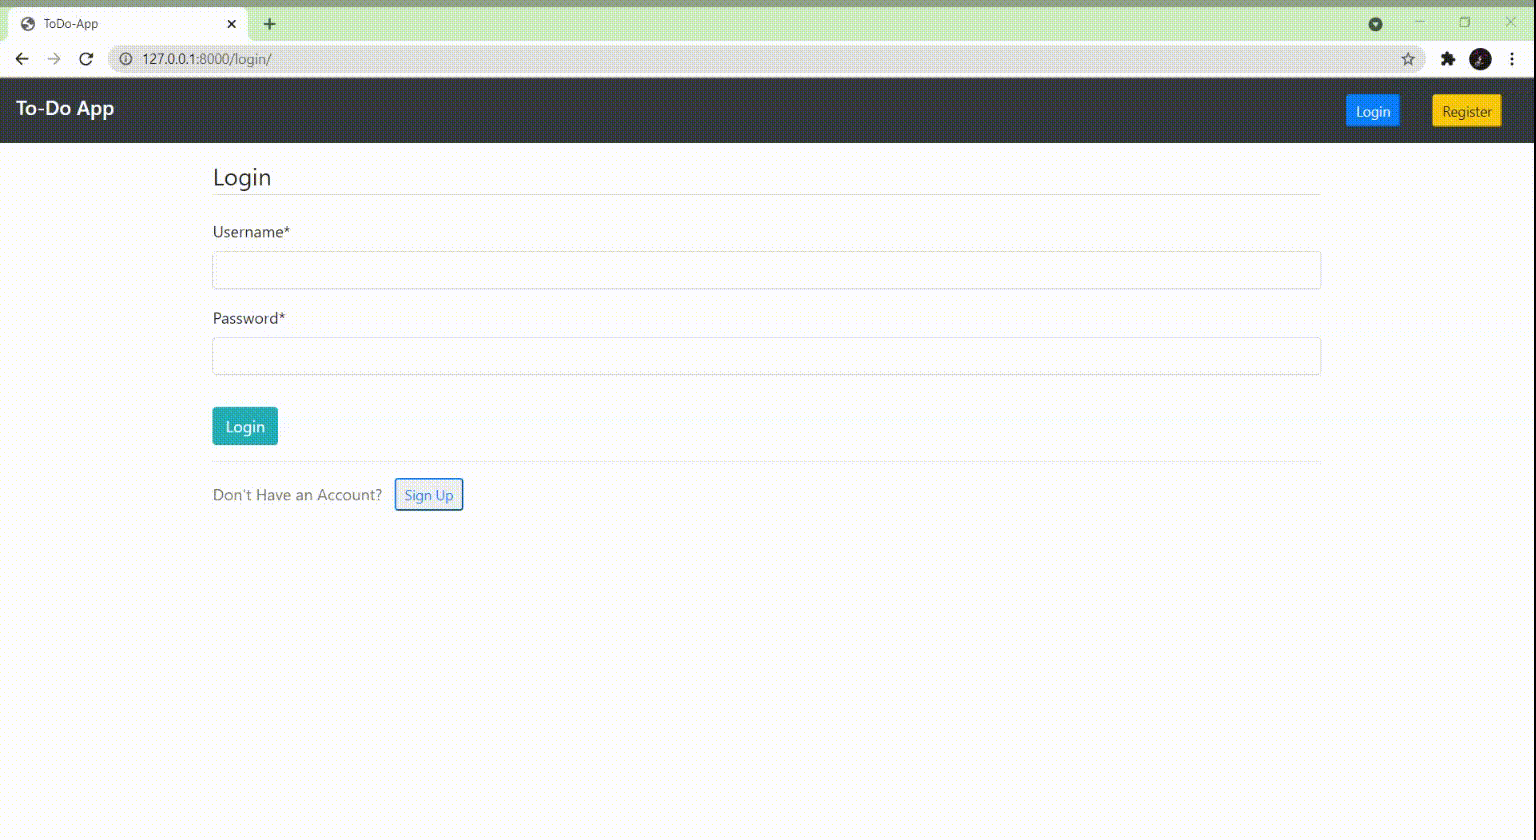 ToDo-App
127.0.0.1:8000/login/
To-Do App
Login
Register
Login
Username*
Password*
Login
Don't Have an Account? Sign Up